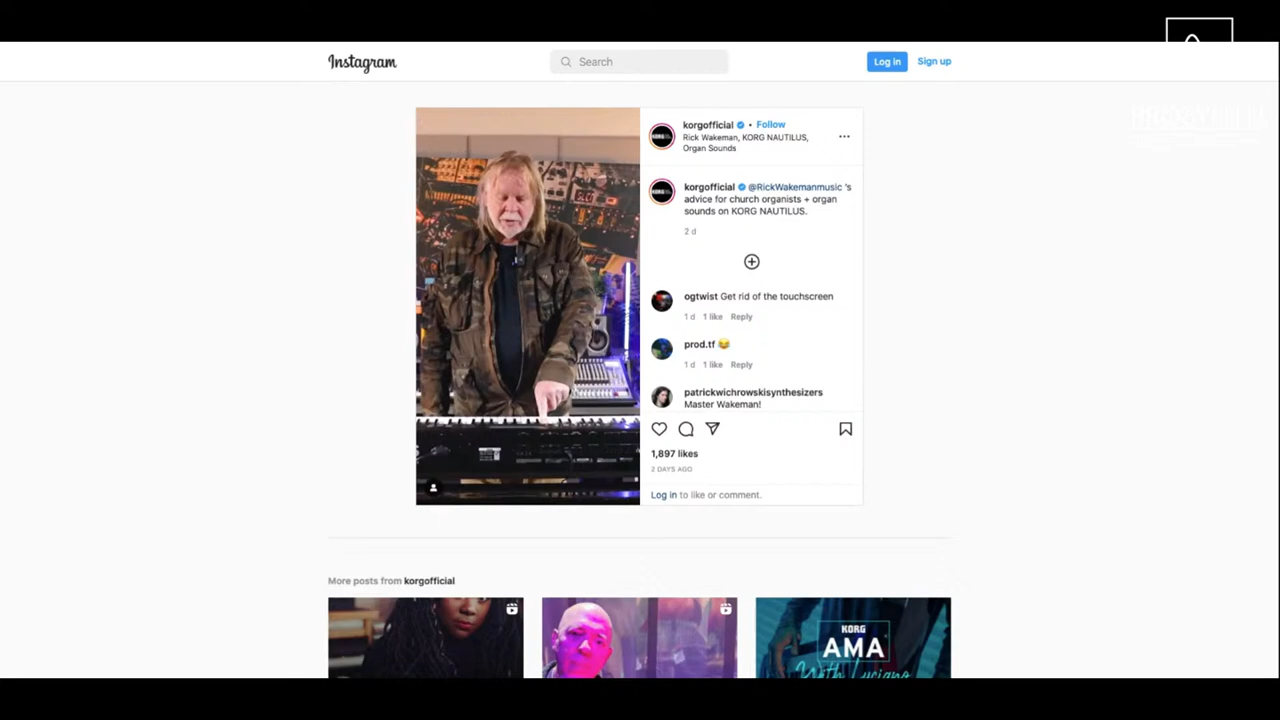 Instagram
Search
Log in
Sign up
korgofficial • Follow
Rick Wakeman, KORG NAUTILUS,
Organ Sounds
korgofficial @RickWakemanmusic 's
advice for church organists + organ
sounds on KORG NAUTILUS.
2 d
ogtwist Get rid of the touchscreen
1 d 1 like Reply
prod.tf 😂
1 d 1 like Reply
patrickwichrowskisynthesizers
Master Wakeman!
1,897 likes
2 DAYS AGO
Log in to like or comment.
More posts from korgofficial
KORG
AMA
With Luciano